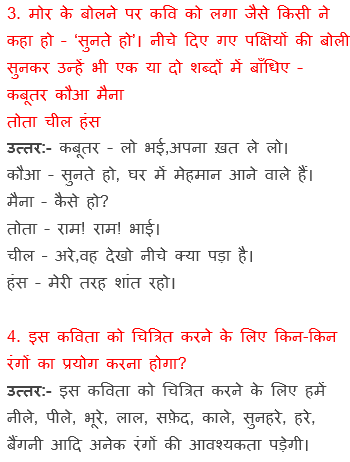 3. मोर के बोलने पर कवि को लगा जैसे किसी ने
कहा हो - ‘सुनते हो’। नीचे दिए गए पक्षियों की बोली
सुनकर उन्हें भी एक या दो शब्दों में बाँधिए -
कबूतर कौआ मैना
तोता चील हंस
उत्तर:- कबूतर - लो भई,अपना ख़त ले लो।
कौआ - सुनते हो, घर में मेहमान आने वाले हैं।
मैना - कैसे हो?
तोता - राम! राम! भाई।
चील - अरे,वह देखो नीचे क्या पड़ा है।
हंस - मेरी तरह शांत रहो।
4. इस कविता को चित्रित करने के लिए किन-किन
रंगों का प्रयोग करना होगा?
उत्तर:- इस कविता को चित्रित करने के लिए हमें
नीले, पीले, भूरे, लाल, सफ़ेद, काले, सुनहरे, हरे,
बैंगनी आदि अनेक रंगों की आवश्यकता पड़ेगी।